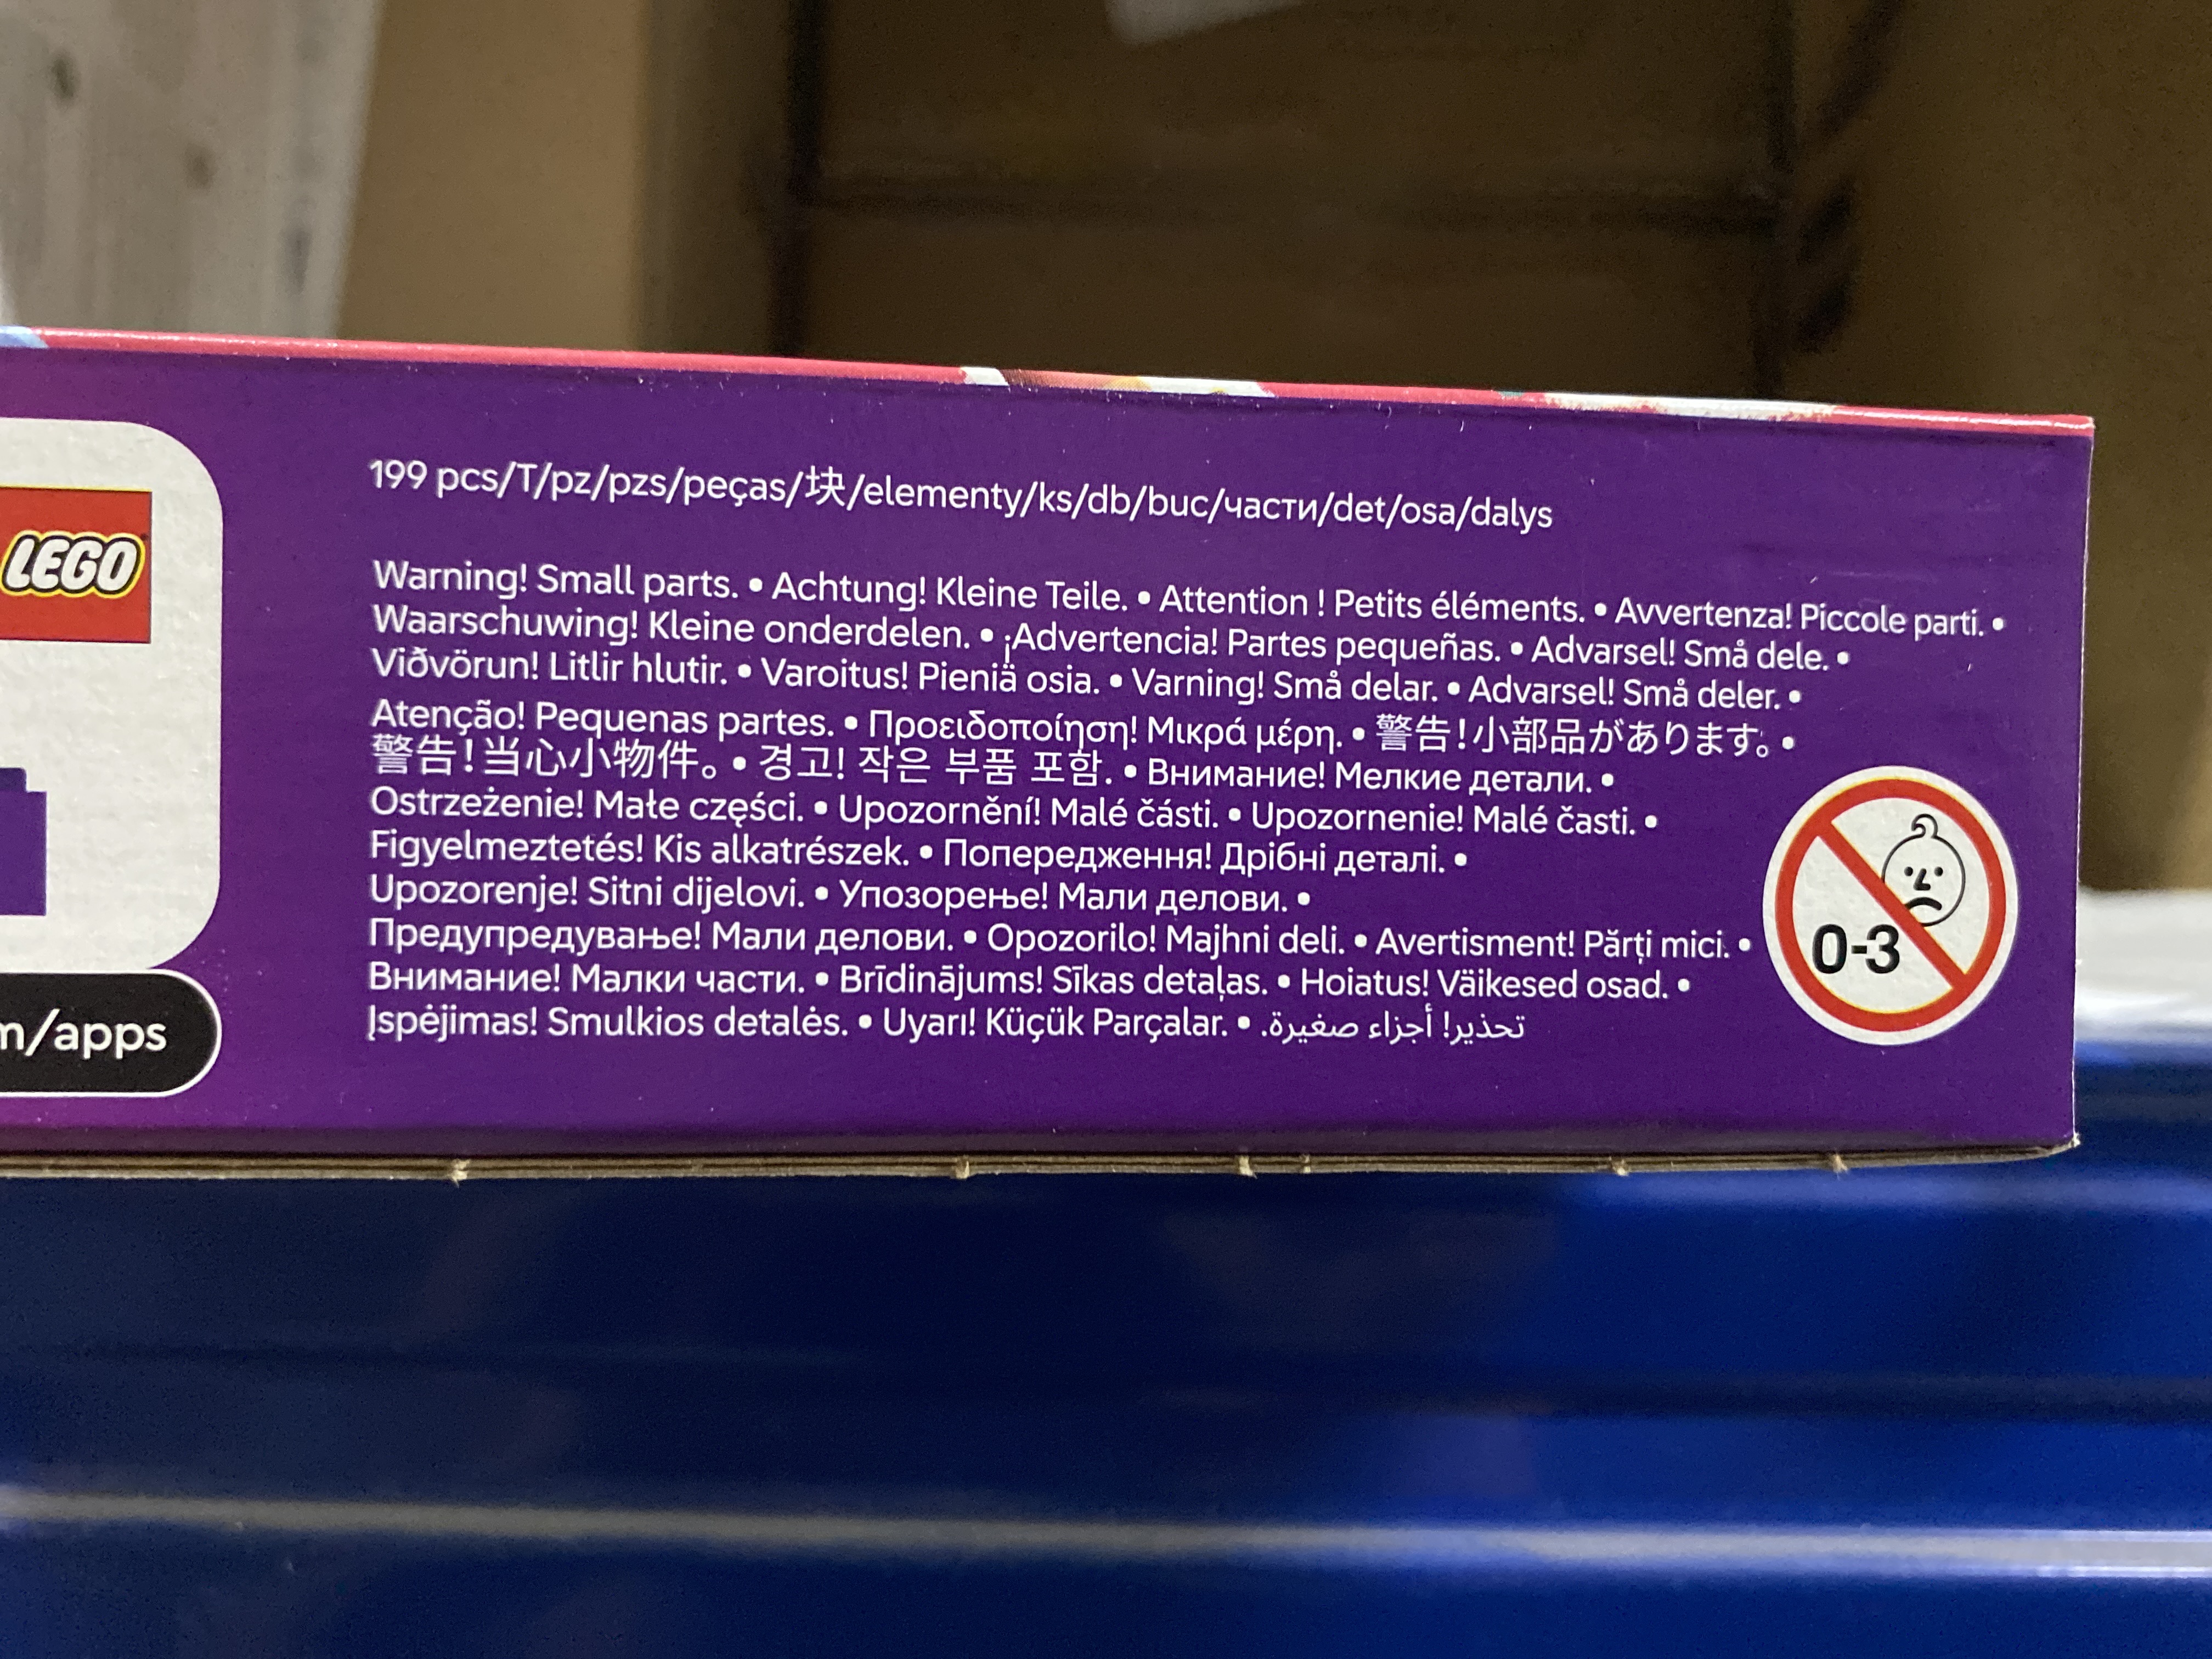 LEGO
m/apps
199 pcs/T/pz/pzs/peças/块/elementy/ks/db/buc/части/det/osa/dalys
Warning! Small parts. • Achtung! Kleine Teile. • Attention ! Petits éléments. • Avvertenza! Piccole parti. •
Waarschuwing! Kleine onderdelen. • ¡Advertencia! Partes pequeñas. • Advarsel! Små dele. •
Viðvörun! Litlir hlutir. • Varoitus! Pieniä osia. • Varning! Små delar. • Advarsel! Små deler. •
Atenção! Pequenas partes. • Προειδοποίηση! Μικρά μέρη. • 警告!小部品があります。 •
警告!当心小物件。 • 경고! 작은 부품 포함. • Внимание! Мелкие детали. •
Ostrzeżenie! Małe części. • Upozornění! Malé části. • Upozornenie! Malé časti. •
Figyelmeztetés! Kis alkatrészek. • Попередження! Дрібні деталі. •
Upozorenje! Sitni dijelovi. • Упозорење! Мали делови. •
Предупредување! Мали делови. • Opozorilo! Majhni deli. • Avertisment! Părți mici. •
Внимание! Малки части. • Brīdinājums! Sīkas detaļas. • Hoiatus! Väikesed osad. •
Įspėjimas! Smulkios detalės. • Uyarı! Küçük Parçalar. • تحذير! أجزاء صغيرة.
0-3